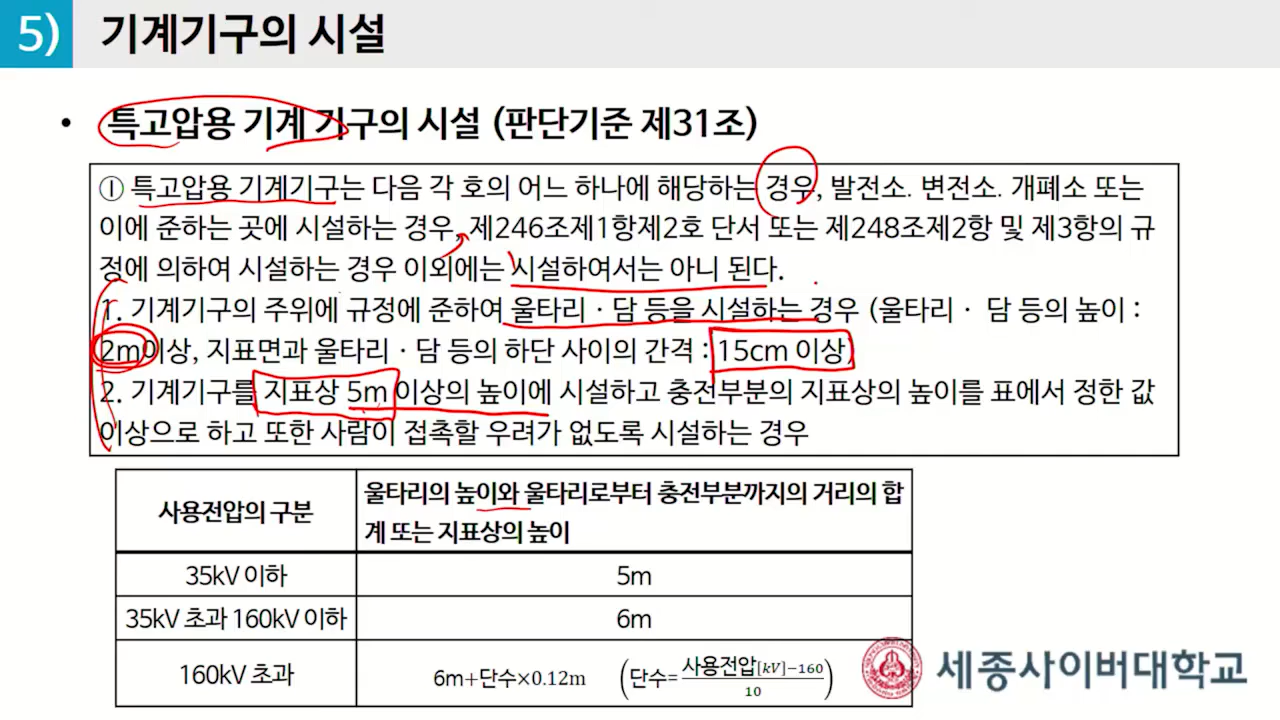 5) 기계기구의 시설
• 특고압용 기계 기구의 시설 (판단기준 제31조)
① 특고압용 기계기구는 다음 각 호의 어느 하나에 해당하는 경우, 발전소. 변전소. 개폐소 또는
이에 준하는 곳에 시설하는 경우, 제246조제1항제2호 단서 또는 제248조제2항 및 제3항의 규
정에 의하여 시설하는 경우 이외에는 시설하여서는 아니 된다.
1. 기계기구의 주위에 규정에 준하여 울타리 · 담 등을 시설하는 경우 (울타리 · 담 등의 높이 :
2m이상, 지표면과 울타리 · 담 등의 하단 사이의 간격 : 15cm 이상)
2. 기계기구를 지표상 5m 이상의 높이에 시설하고 충전부분의 지표상의 높이를 표에서 정한 값
이상으로 하고 또한 사람이 접촉할 우려가 없도록 시설하는 경우
사용전압의 구분
울타리의 높이와 울타리로부터 충전부분까지의 거리의 합
계 또는 지표상의 높이
35kV 이하
5m
35kV 초과 160kV 이하
6m
160kV 초과
6m+단수×0.12m (단수=사용전압[kV]−160/10)
세종사이버대학교